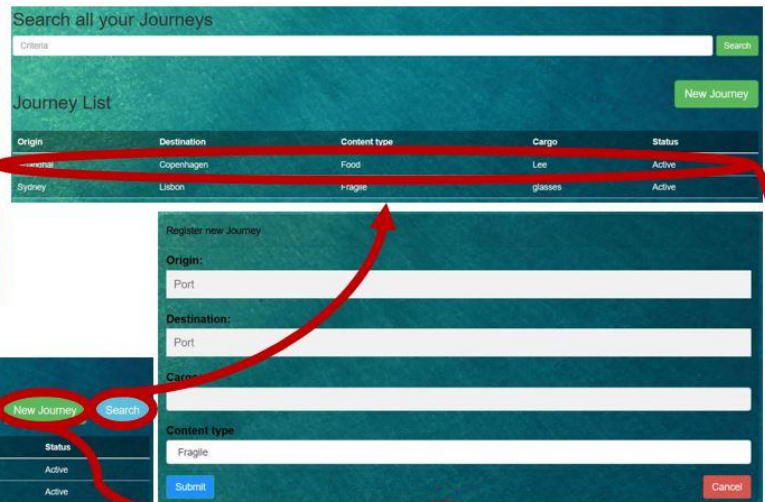 Search all your Journeys
Criteria
Search
Journey List
New Journey
Origin Destination Content type Cargo Status
Shanghai Copenhagen Food Lee Active
Sydney Lisbon Fragile glasses Active
Register new Journey
Origin:
Port
Destination:
Port
Cargo
Content type
Fragile
Submit Cancel
New Journey Search
Status
Active
Active